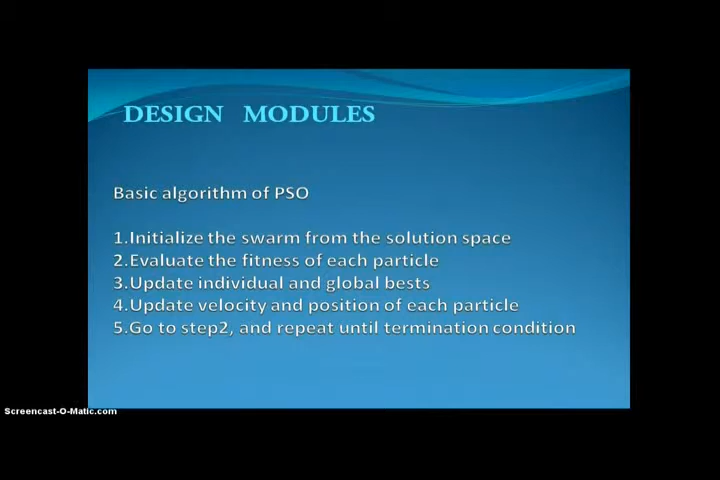 DESIGN MODULES
Basic algorithm of PSO
1.Initialize the swarm from the solution space
2.Evaluate the fitness of each particle
3.Update individual and global bests
4.Update velocity and position of each particle
5.Go to step2, and repeat until termination condition
Screencast-O-Matic.com